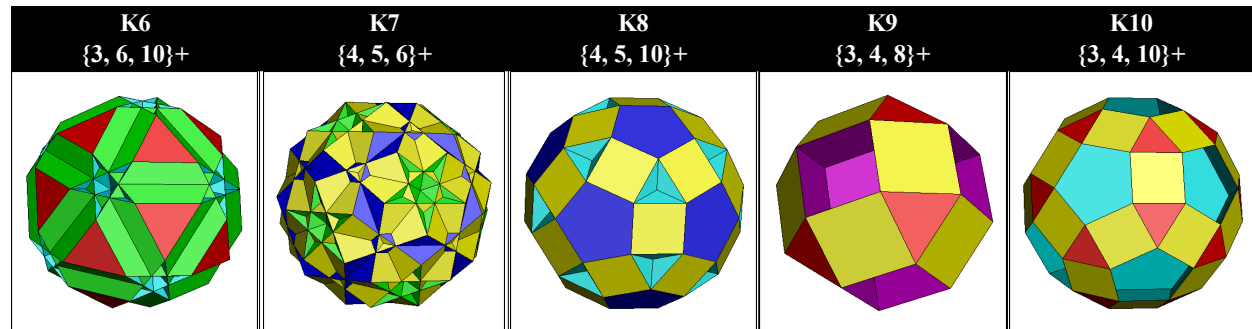 K6
{3, 6, 10}+
K7
{4, 5, 6}+
K8
{4, 5, 10}+
K9
{3, 4, 8}+
K10
{3, 4, 10}+